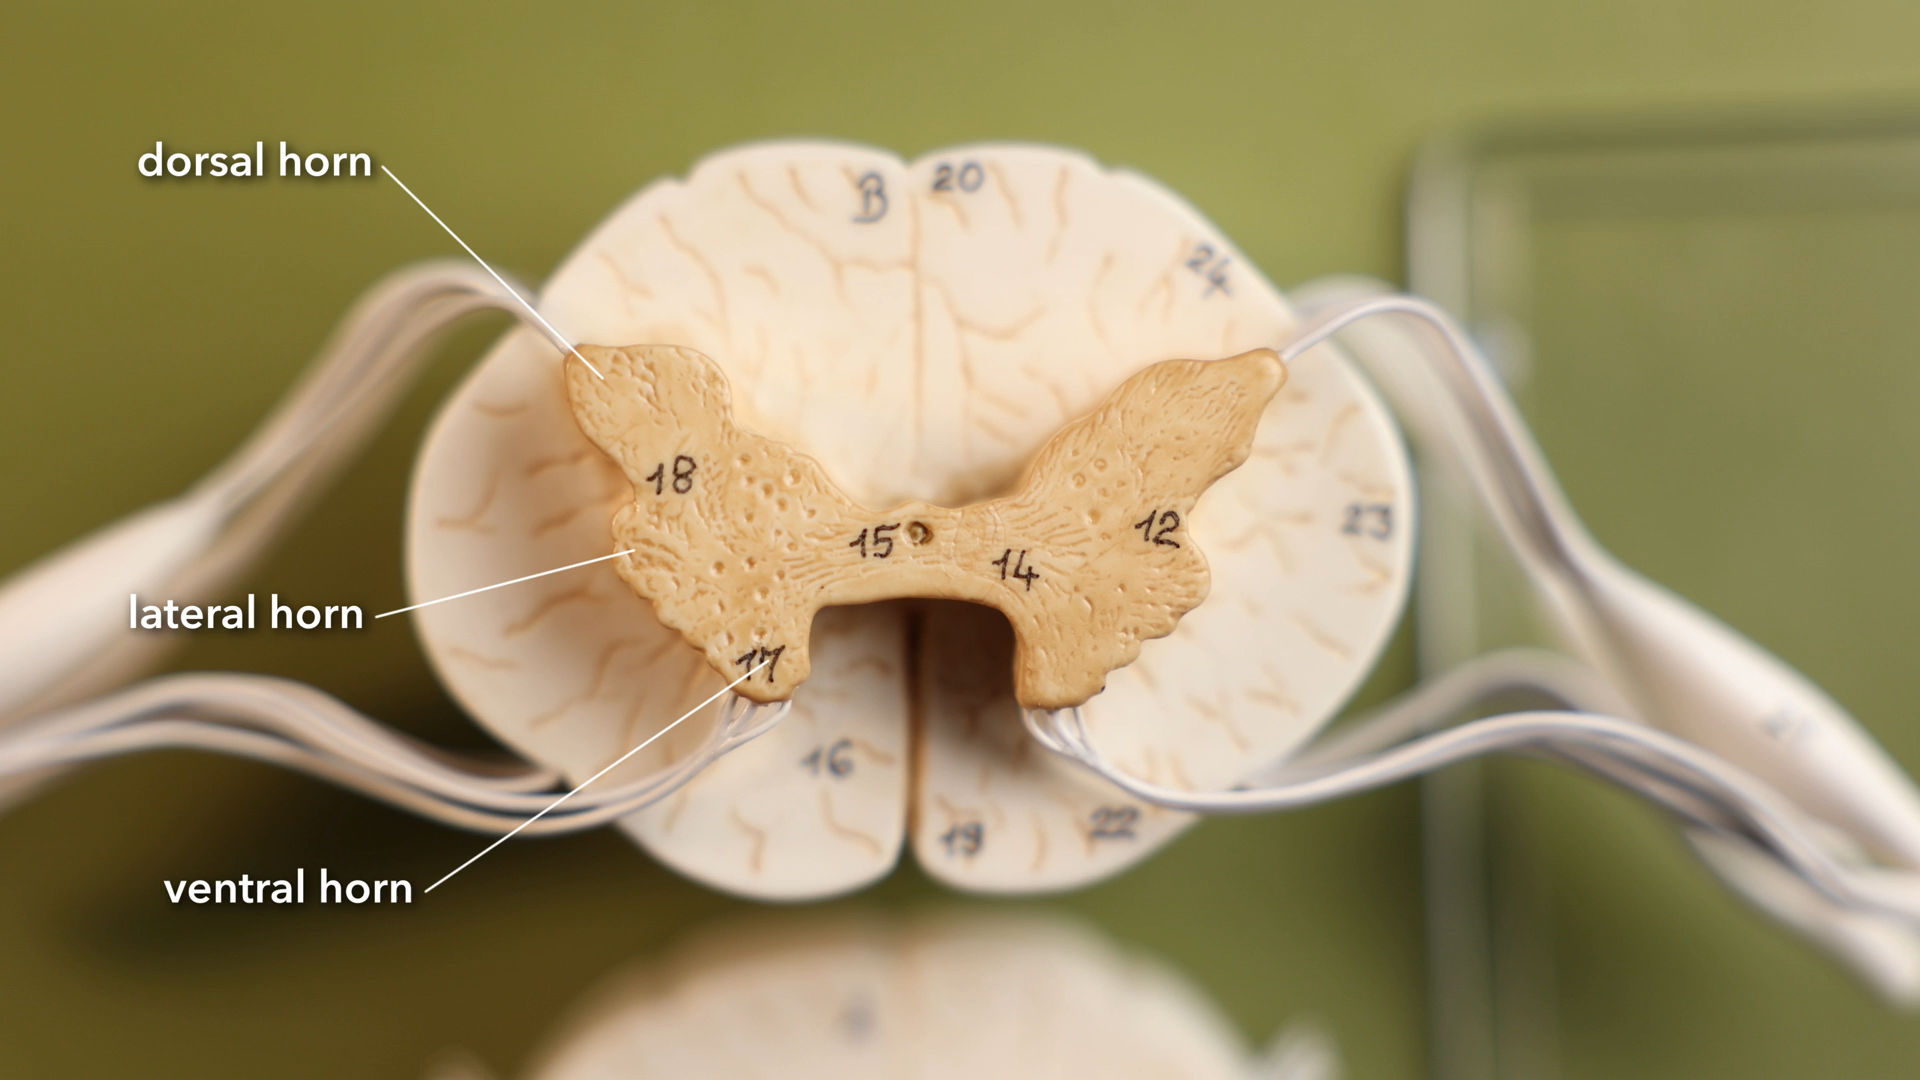 dorsal horn
B 20
24
18
15
14
12
23
lateral horn
17
16
19
22
ventral horn